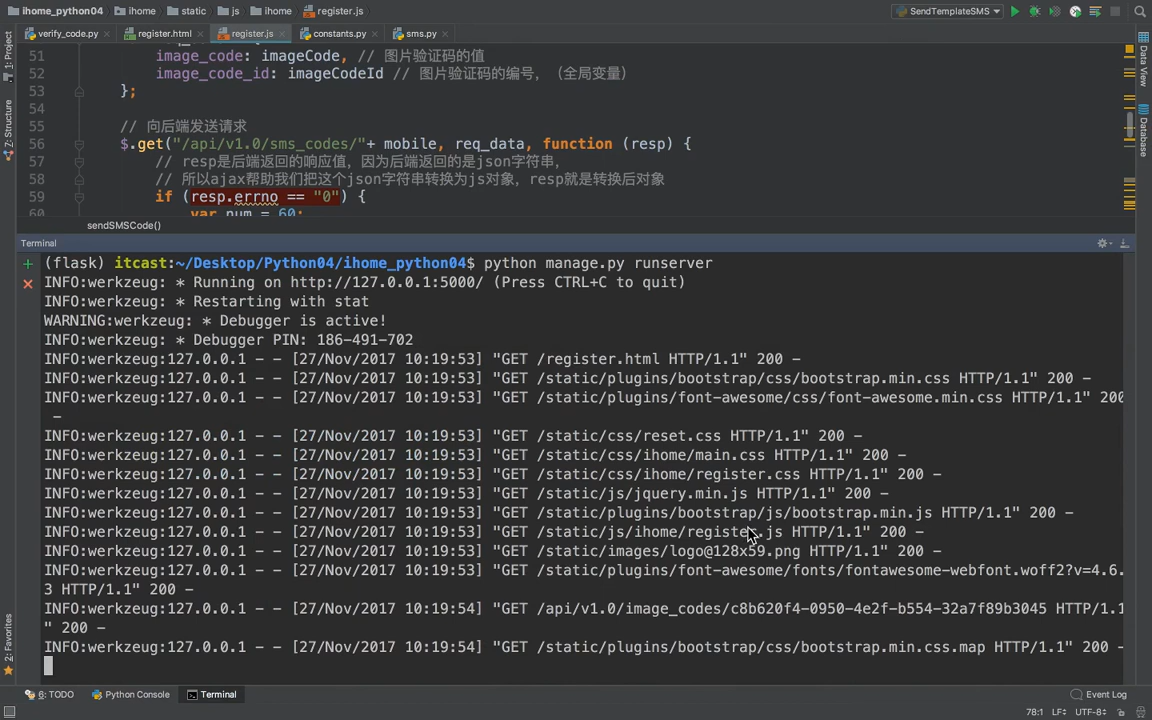 ihome_python04 ihome static js ihome register.js SendTemplateSMS
verify_code.py register.html register.js constants.py sms.py
51 image_code: imageCode, // 图片验证码的值
52 image_code_id: imageCodeId // 图片验证码的编号，（全局变量）
53 };
54
55 // 向后端发送请求
56 $.get("/api/v1.0/sms_codes/"+ mobile, req_data, function (resp) {
57 // resp是后端返回的响应值，因为后端返回的是json字符串，
58 // 所以ajax帮助我们把这个json字符串转换为js对象，resp就是转换后对象
59 if (resp.errno == "0") {
60 var num = 60;
sendSMSCode()
Terminal
(flask) itcast:~/Desktop/Python04/ihome_python04$ python manage.py runserver
INFO:werkzeug: * Running on http://127.0.0.1:5000/ (Press CTRL+C to quit)
INFO:werkzeug: * Restarting with stat
WARNING:werkzeug: * Debugger is active!
INFO:werkzeug: * Debugger PIN: 186-491-702
INFO:werkzeug:127.0.0.1 - - [27/Nov/2017 10:19:53] "GET /register.html HTTP/1.1" 200 -
INFO:werkzeug:127.0.0.1 - - [27/Nov/2017 10:19:53] "GET /static/plugins/bootstrap/css/bootstrap.min.css HTTP/1.1" 200 -
INFO:werkzeug:127.0.0.1 - - [27/Nov/2017 10:19:53] "GET /static/plugins/font-awesome/css/font-awesome.min.css HTTP/1.1" 200
-
INFO:werkzeug:127.0.0.1 - - [27/Nov/2017 10:19:53] "GET /static/css/reset.css HTTP/1.1" 200 -
INFO:werkzeug:127.0.0.1 - - [27/Nov/2017 10:19:53] "GET /static/css/ihome/main.css HTTP/1.1" 200 -
INFO:werkzeug:127.0.0.1 - - [27/Nov/2017 10:19:53] "GET /static/css/ihome/register.css HTTP/1.1" 200 -
INFO:werkzeug:127.0.0.1 - - [27/Nov/2017 10:19:53] "GET /static/js/jquery.min.js HTTP/1.1" 200 -
INFO:werkzeug:127.0.0.1 - - [27/Nov/2017 10:19:53] "GET /static/plugins/bootstrap/js/bootstrap.min.js HTTP/1.1" 200 -
INFO:werkzeug:127.0.0.1 - - [27/Nov/2017 10:19:53] "GET /static/js/ihome/register.js HTTP/1.1" 200 -
INFO:werkzeug:127.0.0.1 - - [27/Nov/2017 10:19:53] "GET /static/images/logo@128x59.png HTTP/1.1" 200 -
INFO:werkzeug:127.0.0.1 - - [27/Nov/2017 10:19:53] "GET /static/plugins/font-awesome/fonts/fontawesome-webfont.woff2?v=4.6.
3 HTTP/1.1" 200 -
INFO:werkzeug:127.0.0.1 - - [27/Nov/2017 10:19:54] "GET /api/v1.0/image_codes/c8b620f4-0950-4e2f-b554-32a7f89b3045 HTTP/1.1
" 200 -
INFO:werkzeug:127.0.0.1 - - [27/Nov/2017 10:19:54] "GET /static/plugins/bootstrap/css/bootstrap.min.css.map HTTP/1.1" 200 -
1: Project
7: Structure
2: Favorites
Data View
Database
6: TODO Python Console Terminal Event Log
78:1 LF UTF-8